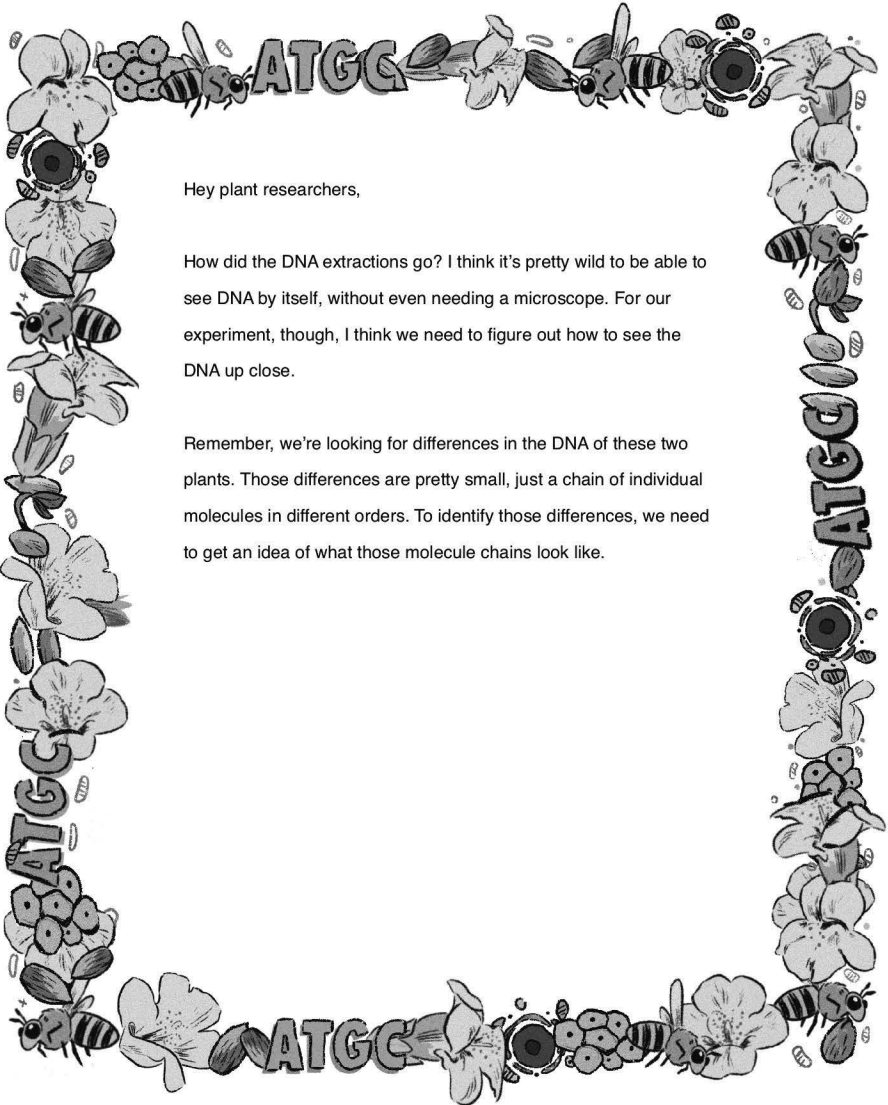 ATGC
Hey plant researchers,
How did the DNA extractions go? I think it's pretty wild to be able to
see DNA by itself, without even needing a microscope. For our
experiment, though, I think we need to figure out how to see the
DNA up close.
Remember, we're looking for differences in the DNA of these two
plants. Those differences are pretty small, just a chain of individual
molecules in different orders. To identify those differences, we need
to get an idea of what those molecule chains look like.
ATGC
ATGC
ATGC